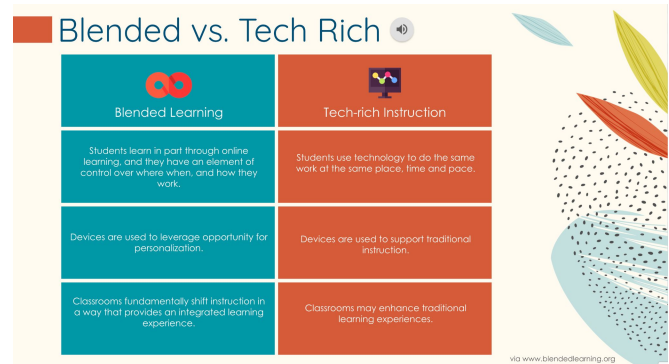 Blended vs. Tech Rich
Blended Learning
Tech-rich Instruction
Students learn in part through online
learning, and they have an element of
control over where when, and how they
work.
Students use technology to do the same
work at the same place, time and pace.
Devices are used to leverage opportunity for
personalization.
Devices are used to support traditional
instruction.
Classrooms fundamentally shift instruction in
a way that provides an integrated learning
experience.
Classrooms may enhance traditional
learning experiences.
via www.blendedlearning.org